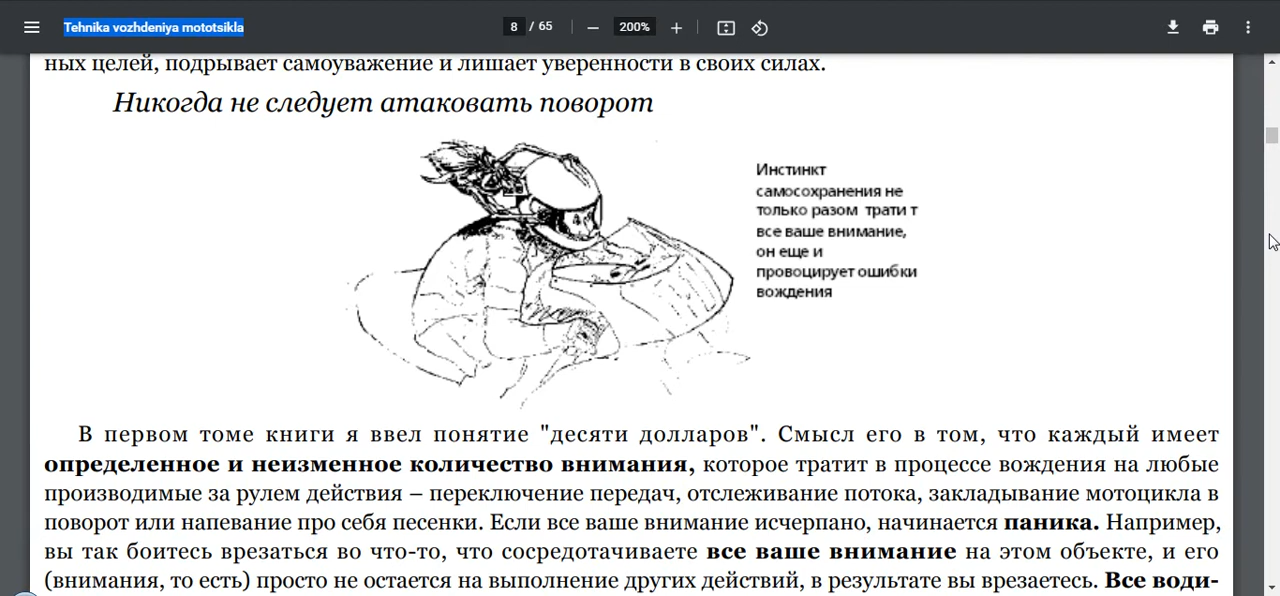 Tehnika vozhdeniya mototsikla
8 / 65
200%
ных целей, подрывает самоуважение и лишает уверенности в своих силах.
Никогда не следует атаковать поворот
Инстинкт
самосохранения не
только разом трати т
все ваше внимание,
он еще и
провоцирует ошибки
вождения
В первом томе книги я ввел понятие "десяти долларов". Смысл его в том, что каждый имеет
определенное и неизменное количество внимания, которое тратит в процессе вождения на любые
производимые за рулем действия – переключение передач, отслеживание потока, закладывание мотоцикла в
поворот или напевание про себя песенки. Если все ваше внимание исчерпано, начинается паника. Например,
вы так боитесь врезаться во что-то, что сосредотачиваете все ваше внимание на этом объекте, и его
(внимания, то есть) просто не остается на выполнение других действий, в результате вы врезаетесь. Все води-